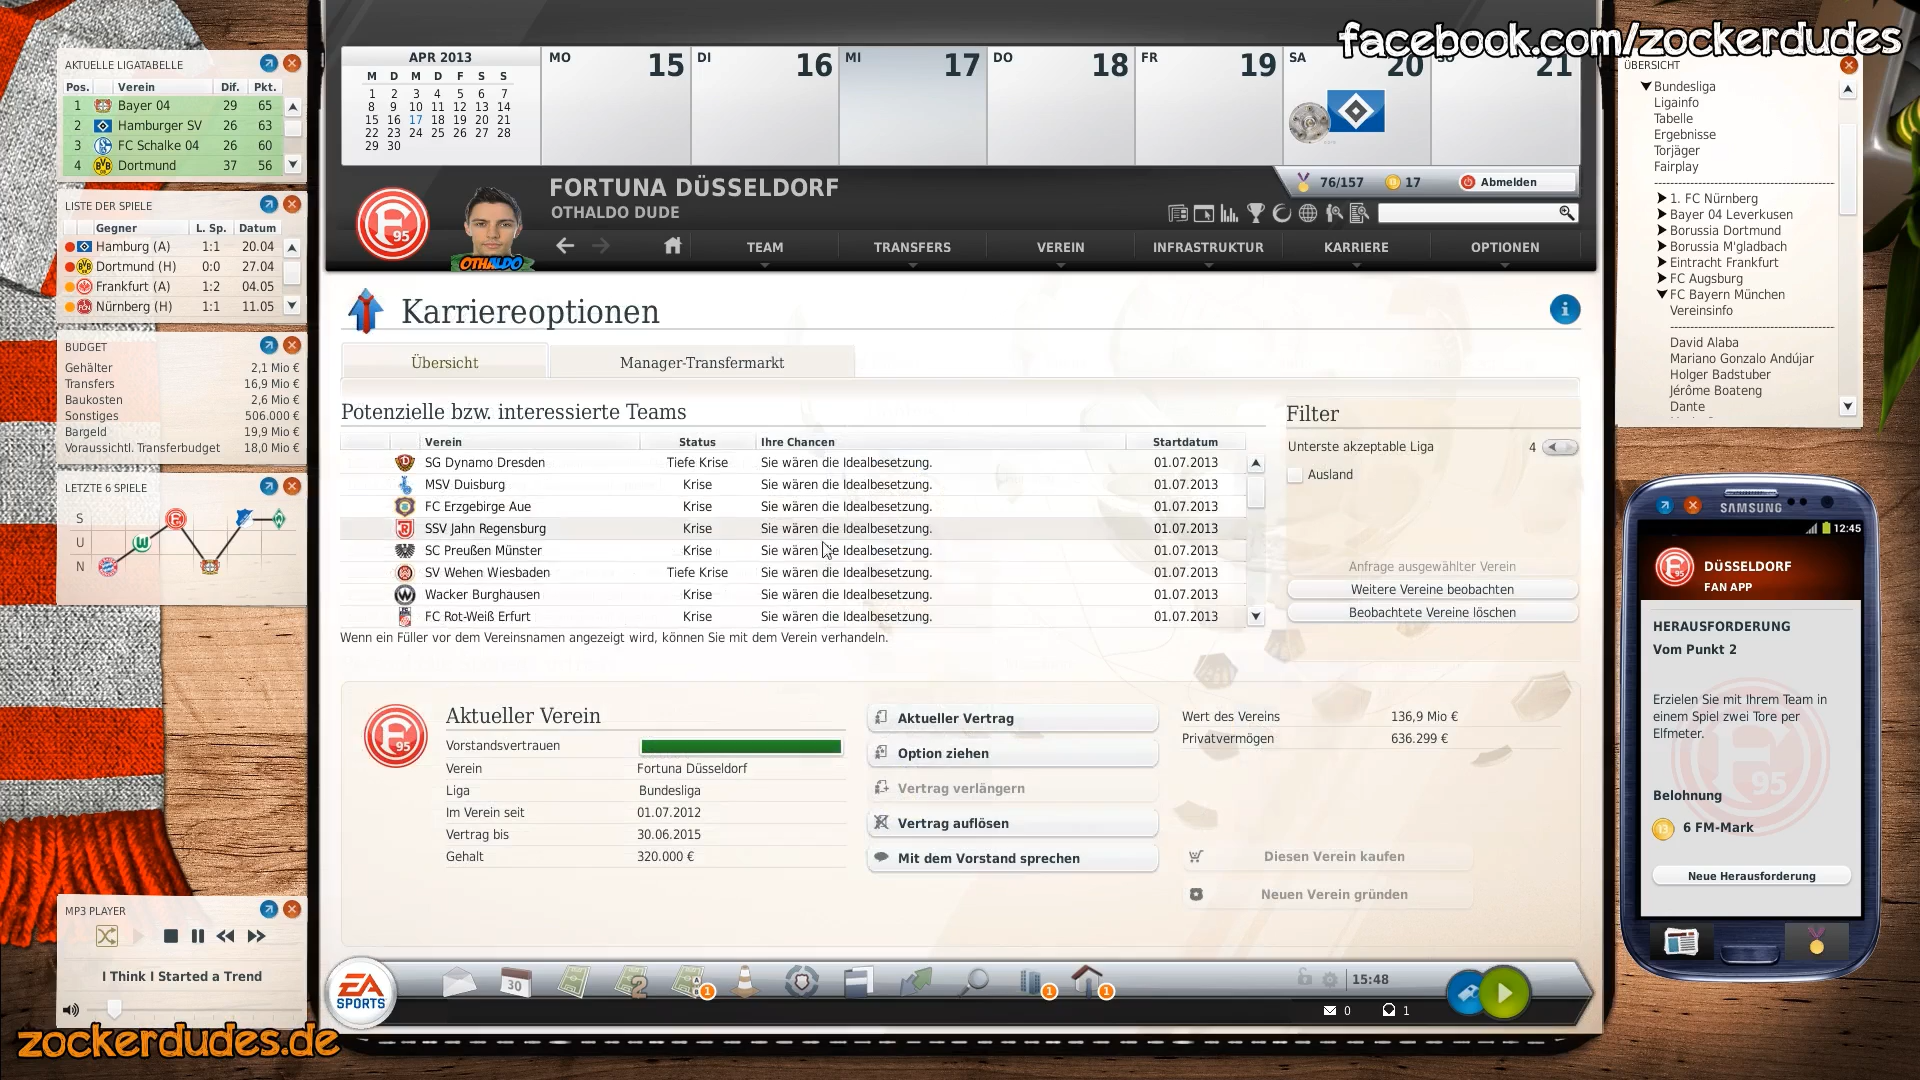 facebook.com/zockerdudes
AKTUELLE LIGATABELLE
Pos. Verein Dif. Pkt.
1 Bayer 04 29 65
2 Hamburger SV 26 63
3 FC Schalke 04 26 60
4 Dortmund 37 56
LISTE DER SPIELE
Gegner L. Sp. Datum
Hamburg (A) 1:1 20.04
Dortmund (H) 0:0 27.04
Frankfurt (A) 1:2 04.05
Nürnberg (H) 1:1 11.05
BUDGET
Gehälter 2,1 Mio €
Transfers 16,9 Mio €
Baukosten 2,6 Mio €
Sonstiges 506.000 €
Bargeld 19,9 Mio €
Voraussichtl. Transferbudget 18,0 Mio €
LETZTE 6 SPIELE
S
U
N
MP3 PLAYER
I Think I Started a Trend
zockerdudes.de
APR 2013
M D M D F S S
1 2 3 4 5 6 7
8 9 10 11 12 13 14
15 16 17 18 19 20 21
22 23 24 25 26 27 28
29 30
MO 15 DI 16 MI 17 DO 18 FR 19 SA 20 SO 21
FORTUNA DÜSSELDORF
OTHALDO DUDE
OTHALDO
F95
76/157 17 Abmelden
TEAM TRANSFERS VEREIN INFRASTRUKTUR KARRIERE OPTIONEN
Karriereoptionen
Übersicht Manager-Transfermarkt
Potenzielle bzw. interessierte Teams
Verein Status Ihre Chancen Startdatum
SG Dynamo Dresden Tiefe Krise Sie wären die Idealbesetzung. 01.07.2013
MSV Duisburg Krise Sie wären die Idealbesetzung. 01.07.2013
FC Erzgebirge Aue Krise Sie wären die Idealbesetzung. 01.07.2013
SSV Jahn Regensburg Krise Sie wären die Idealbesetzung. 01.07.2013
SC Preußen Münster Krise Sie wären die Idealbesetzung. 01.07.2013
SV Wehen Wiesbaden Tiefe Krise Sie wären die Idealbesetzung. 01.07.2013
Wacker Burghausen Krise Sie wären die Idealbesetzung. 01.07.2013
FC Rot-Weiß Erfurt Krise Sie wären die Idealbesetzung. 01.07.2013
Wenn ein Füller vor dem Vereinsnamen angezeigt wird, können Sie mit dem Verein verhandeln.
Filter
Unterste akzeptable Liga 4
Ausland
Anfrage ausgewählter Verein
Weitere Vereine beobachten
Beobachtete Vereine löschen
Aktueller Verein
Vorstandsvertrauen
Verein Fortuna Düsseldorf
Liga Bundesliga
Im Verein seit 01.07.2012
Vertrag bis 30.06.2015
Gehalt 320.000 €
Aktueller Vertrag
Option ziehen
Vertrag verlängern
Vertrag auflösen
Mit dem Vorstand sprechen
Wert des Vereins 136,9 Mio €
Privatvermögen 636.299 €
Diesen Verein kaufen
Neuen Verein gründen
EA SPORTS
30
2
1
1
1
15:48
0 1
ÜBERSICHT
Bundesliga
Ligainfo
Tabelle
Ergebnisse
Torjäger
Fairplay
1. FC Nürnberg
Bayer 04 Leverkusen
Borussia Dortmund
Borussia M'gladbach
Eintracht Frankfurt
FC Augsburg
FC Bayern München
Vereinsinfo
David Alaba
Mariano Gonzalo Andújar
Holger Badstuber
Jérôme Boateng
Dante
SAMSUNG
12:45
DÜSSELDORF
FAN APP
HERAUSFORDERUNG
Vom Punkt 2
Erzielen Sie mit Ihrem Team in
einem Spiel zwei Tore per
Elfmeter.
Belohnung
13 6 FM-Mark
Neue Herausforderung